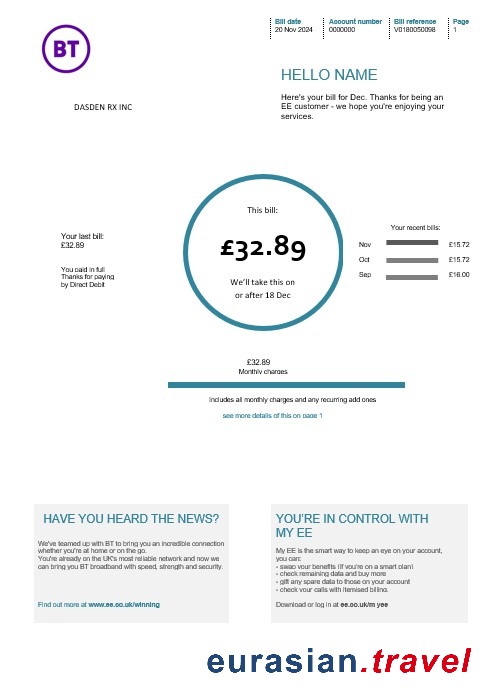 Bill date
20 Nov 2024
Account number
0000000
Bill reference
V0180050098
Page
1
BT
HELLO NAME
Here's your bill for Dec. Thanks for being an
EE customer - we hope you're enjoying your
services.
DASDEN RX INC
This bill:
£32.89
We'll take this on
or after 18 Dec
Your last bill:
£32.89
You paid in full
Thanks for paying
by Direct Debit
Your recent bills:
Nov £15.72
Oct £15.72
Sep £16.00
£32.89
Monthly charges
Includes all monthly charges and any recurring add ones
see more details of this on page 1
HAVE YOU HEARD THE NEWS?
We've teamed up with BT to bring you an incredible connection
whether you're at home or on the go.
You're already on the UK's most reliable network and now we
can bring you BT broadband with speed, strength and security.
Find out more at www.ee.co.uk/winning
YOU'RE IN CONTROL WITH
MY EE
My EE is the smart way to keep an eye on your account,
you can:
- swap your benefits (if you're on a smart plan)
- check remaining data and buy more
- gift any spare data to those on your account
- check your calls with itemised billing.
Download or log in at ee.co.uk/m yee
eurasian.travel